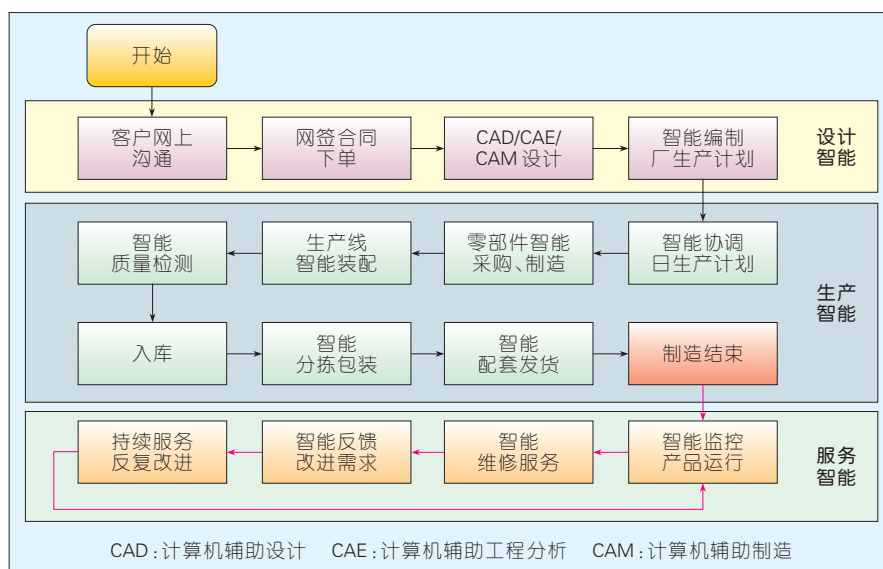 开始
客户网上
沟通
网签合同
下单
CAD/CAE/
CAM 设计
智能编制
厂生产计划
设计
智能
智能
质量检测
生产线
智能装配
零部件智能
采购、制造
智能协调
日生产计划
生产
智能
入库
智能
分拣包装
智能
配套发货
制造结束
持续服务
反复改进
智能反馈
改进需求
智能
维修服务
智能监控
产品运行
服务
智能
CAD:计算机辅助设计 CAE:计算机辅助工程分析 CAM:计算机辅助制造